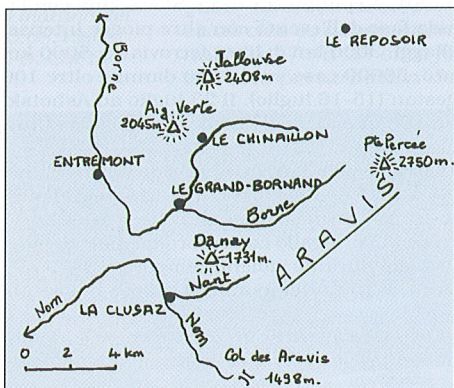 Borne
LE REPOSOIR
Jallouvre
2408m
Aig. Verte
2045m
LE CHINAILLON
Pte Percée
2750m.
ENTREMONT
LE GRAND-BORNAND
Borne
ARAVIS
Danay
1731m.
Nant
Nom
LA CLUSAZ
Nom
0 2 4 km
Col des Aravis
1498m.